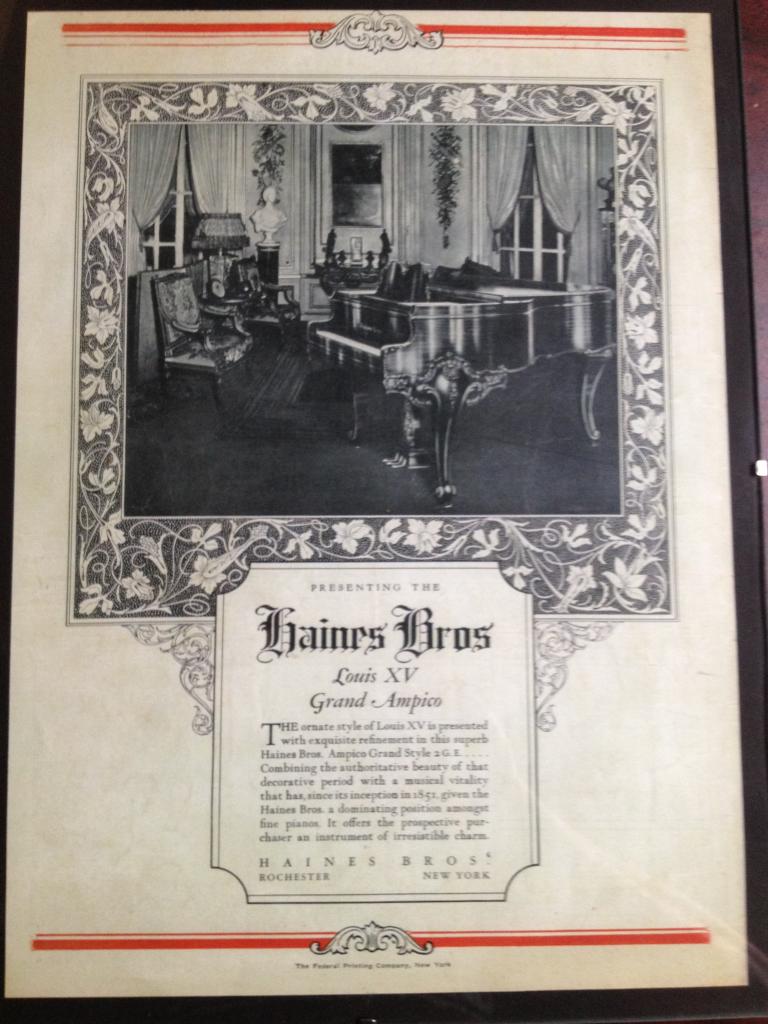 PRESENTING THE
Haines Bros
Louis XV
Grand Ampico
THE ornate style of Louis XV is presented
with exquisite refinement in this superb
Haines Bros. Ampico Grand Style 2 G. E. . . . . .
Combining the authoritative beauty of that
decorative period with a musical vitality
that has, since its inception in 1851, given the
Haines Bros. a dominating position amongst
fine pianos. It offers the prospective pur-
chaser an instrument of irresistible charm.
HAINES BROS.
ROCHESTER NEW YORK
The Federal Printing Company, New York